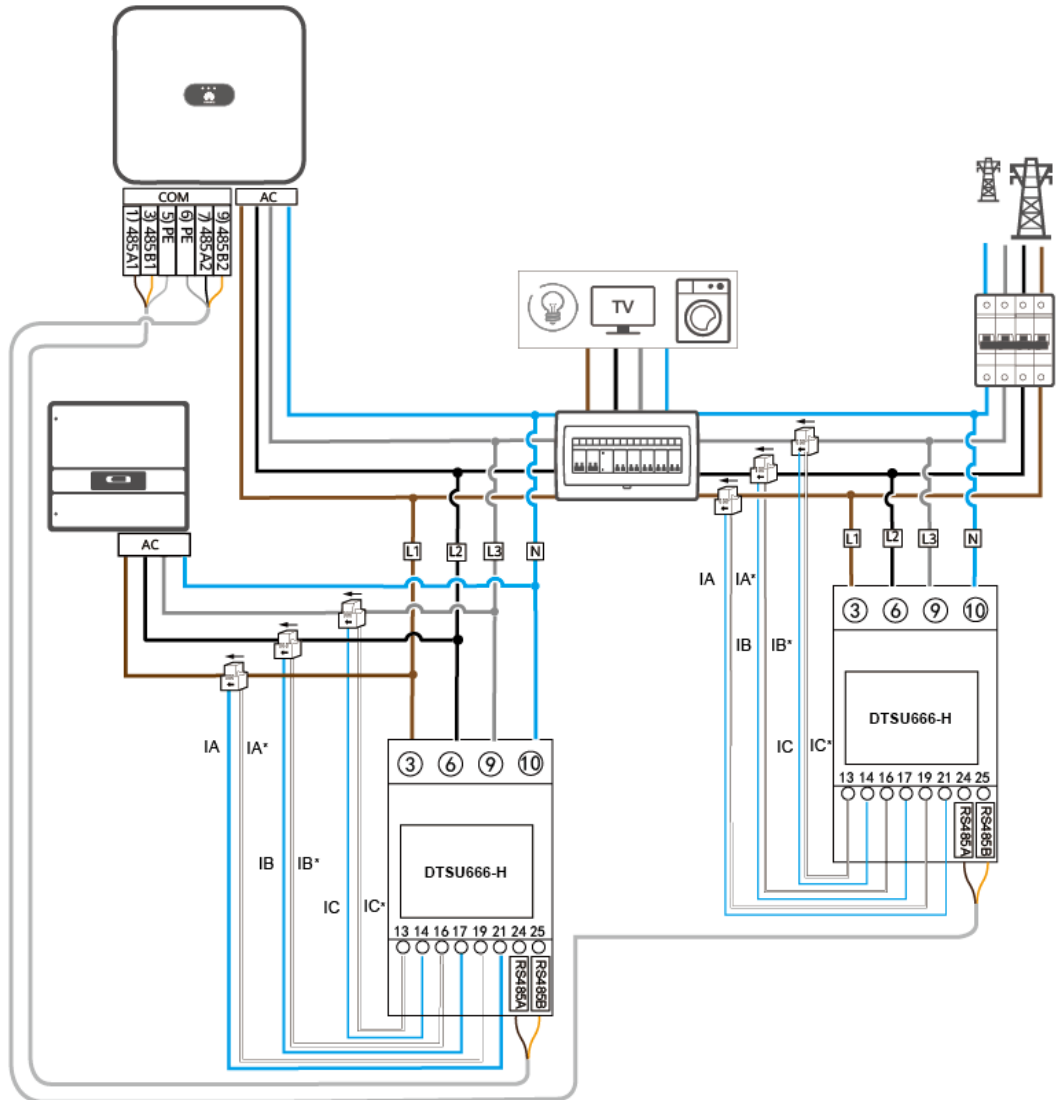 COM
AC
1) 485A1
3) 485B1
5) PE
6) PE
7) 485A2
9) 485B2
TV
AC
L1
L2
L3
N
L1
L2
L3
N
IA
IA*
IB
IB*
IC
IC*
3
6
9
10
DTSU666-H
13 14 16 17 19 21 24 25
RS485A
RS485B
IA
IA*
IB
IB*
IC
IC*
3
6
9
10
DTSU666-H
13 14 16 17 19 21 24 25
RS485A
RS485B